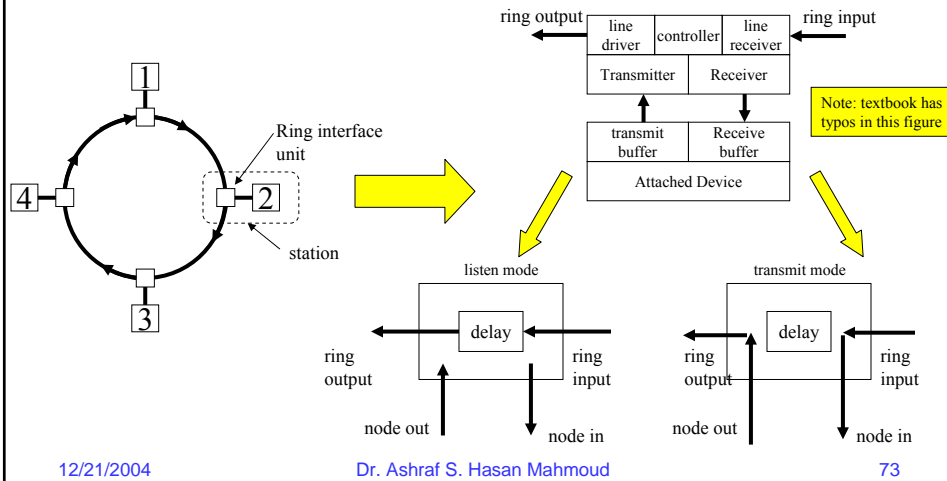 1
2
3
4
Ring interface
unit
station
ring output
ring input
line
driver
controller
line
receiver
Transmitter
Receiver
transmit
buffer
Receive
buffer
Attached Device
Note: textbook has
typos in this figure
listen mode
delay
ring
output
ring
input
node out
node in
transmit mode
delay
ring
output
ring
input
node out
node in
12/21/2004
Dr. Ashraf S. Hasan Mahmoud
73